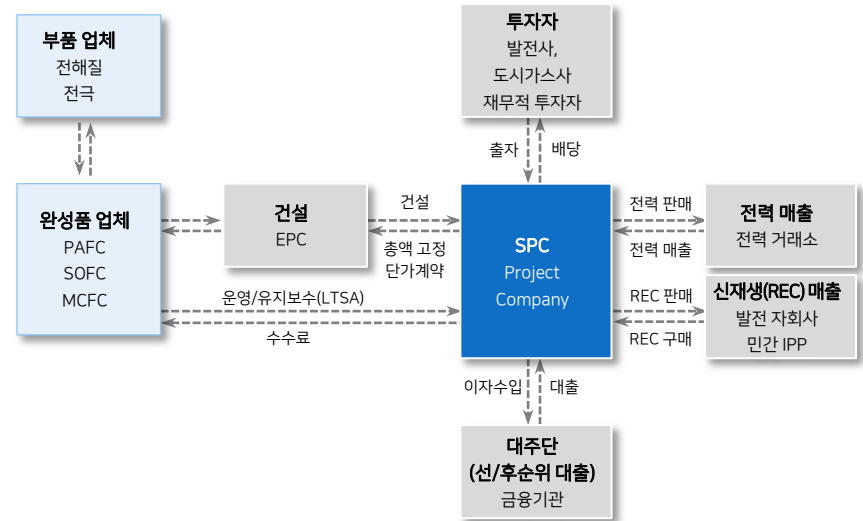 부품 업체
전해질
전극
투자자
발전사,
도시가스사
재무적 투자자
출자
배당
완성품 업체
PAFC
SOFC
MCFC
건설
EPC
건설
총액 고정
단가계약
SPC
Project
Company
전력 판매
전력 매출
전력 매출
전력 거래소
운영/유지보수(LTSA)
수수료
REC 판매
REC 구매
신재생(REC) 매출
발전 자회사
민간 IPP
이자수입
대출
대주단
(선/후순위 대출)
금융기관